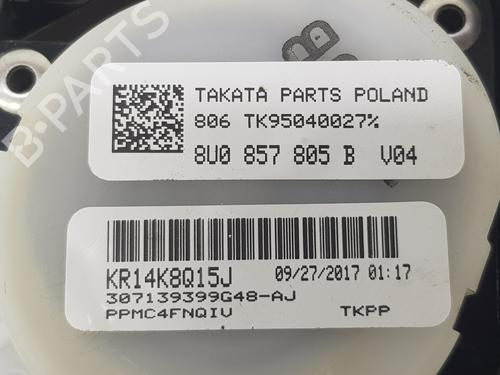 B-PARTS
TAKATA PARTS POLAND
806 TK95040027%
8U0 857 805 B V04
KR14K8Q15J 09/27/2017 01:17
307139399G48-AJ
PPMC4FNQIV TKPP